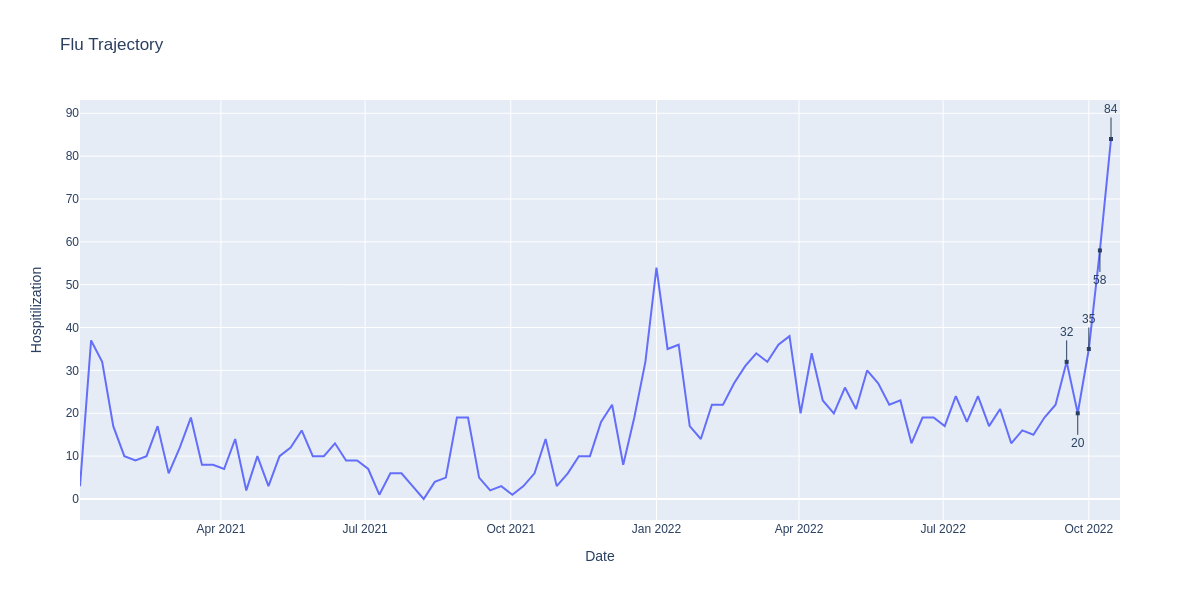 Flu Trajectory
90
80
70
60
50
40
30
20
10
0
Hospitilization
84
58
35
32
20
Apr 2021
Jul 2021
Oct 2021
Jan 2022
Apr 2022
Jul 2022
Oct 2022
Date